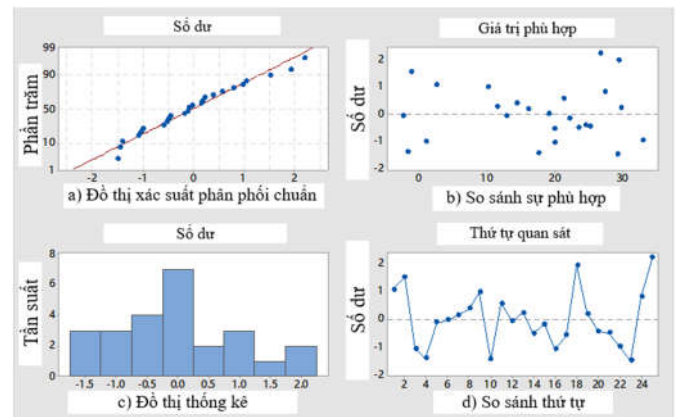 Số dư
Phần trăm
99
90
50
10
1
-2 -1 0 1 2
a) Đồ thị xác suất phân phối chuẩn
Giá trị phù hợp
Số dư
2
1
0
-1
-2
0 10 20 30
b) So sánh sự phù hợp
Số dư
Tần suất
8
6
4
2
0
-1.5 -1.0 -0.5 0.0 0.5 1.0 1.5 2.0
c) Đồ thị thống kê
Thứ tự quan sát
Số dư
2
1
0
-1
-2
2 4 6 8 10 12 14 16 18 20 22 24
d) So sánh thứ tự